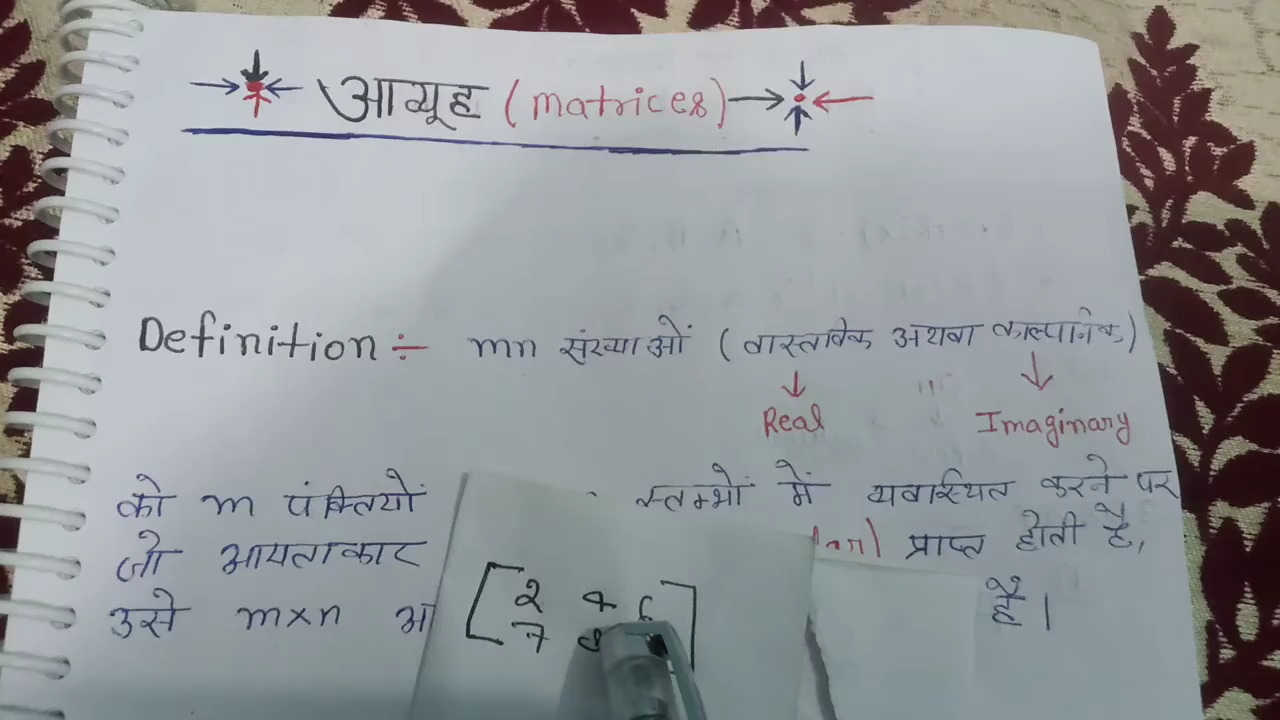 आव्यूह (matrices)
Definition ÷ mn संख्याओं (वास्तविक अथवा काल्पनिक)
Real Imaginary
को m पंक्तियों स्तम्भों में व्यवस्थित करने पर
जो आयताकार प्राप्त होती है,
उसे m×n है।
2 4 6
7